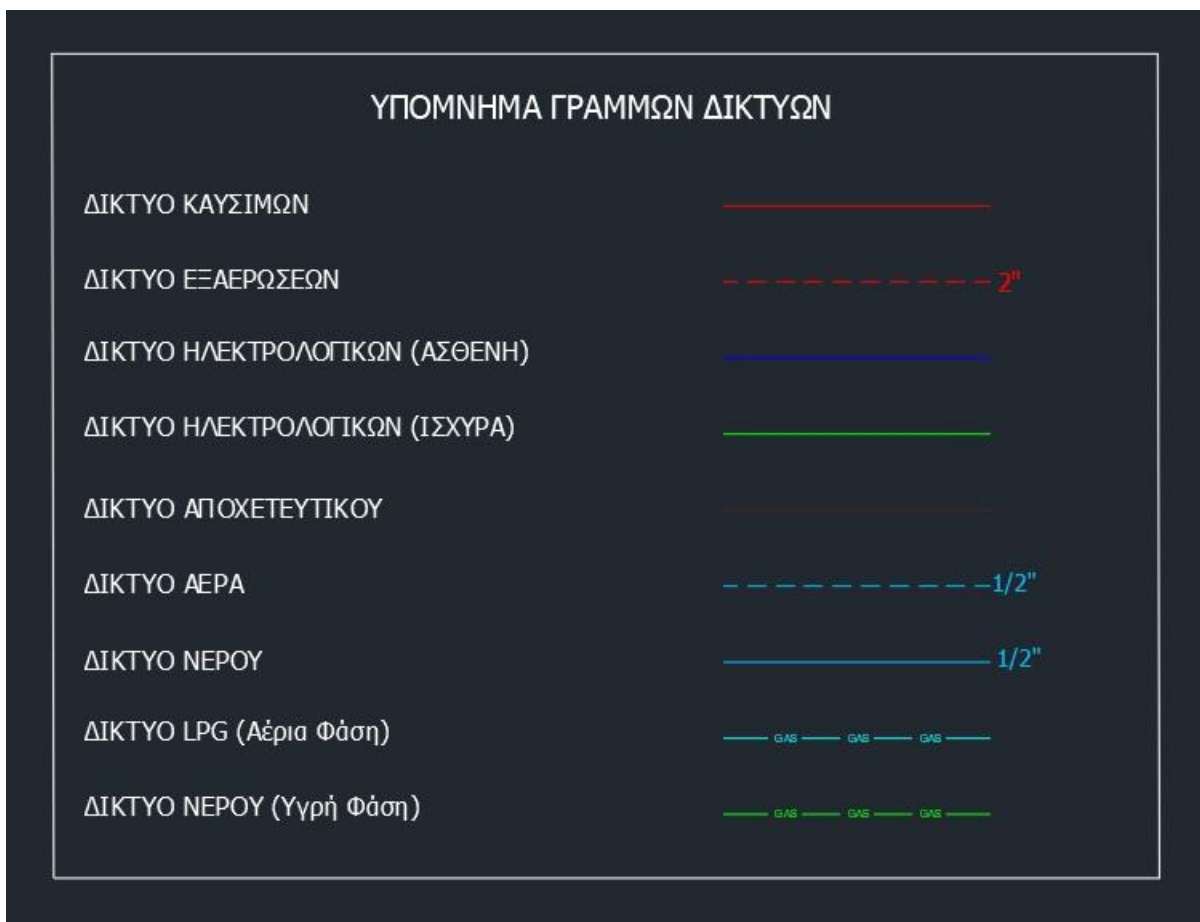 ΥΠΟΜΝΗΜΑ ΓΡΑΜΜΩΝ ΔΙΚΤΥΩΝ
ΔΙΚΤΥΟ ΚΑΥΣΙΜΩΝ
ΔΙΚΤΥΟ ΕΞΑΕΡΩΣΕΩΝ 2"
ΔΙΚΤΥΟ ΗΛΕΚΤΡΟΛΟΓΙΚΩΝ (ΑΣΘΕΝΗ)
ΔΙΚΤΥΟ ΗΛΕΚΤΡΟΛΟΓΙΚΩΝ (ΙΣΧΥΡΑ)
ΔΙΚΤΥΟ ΑΠΟΧΕΤΕΥΤΙΚΟΥ
ΔΙΚΤΥΟ ΑΕΡΑ 1/2"
ΔΙΚΤΥΟ ΝΕΡΟΥ 1/2"
ΔΙΚΤΥΟ LPG (Αέρια Φάση) GAS GAS GAS
ΔΙΚΤΥΟ ΝΕΡΟΥ (Υγρή Φάση) GAS GAS GAS